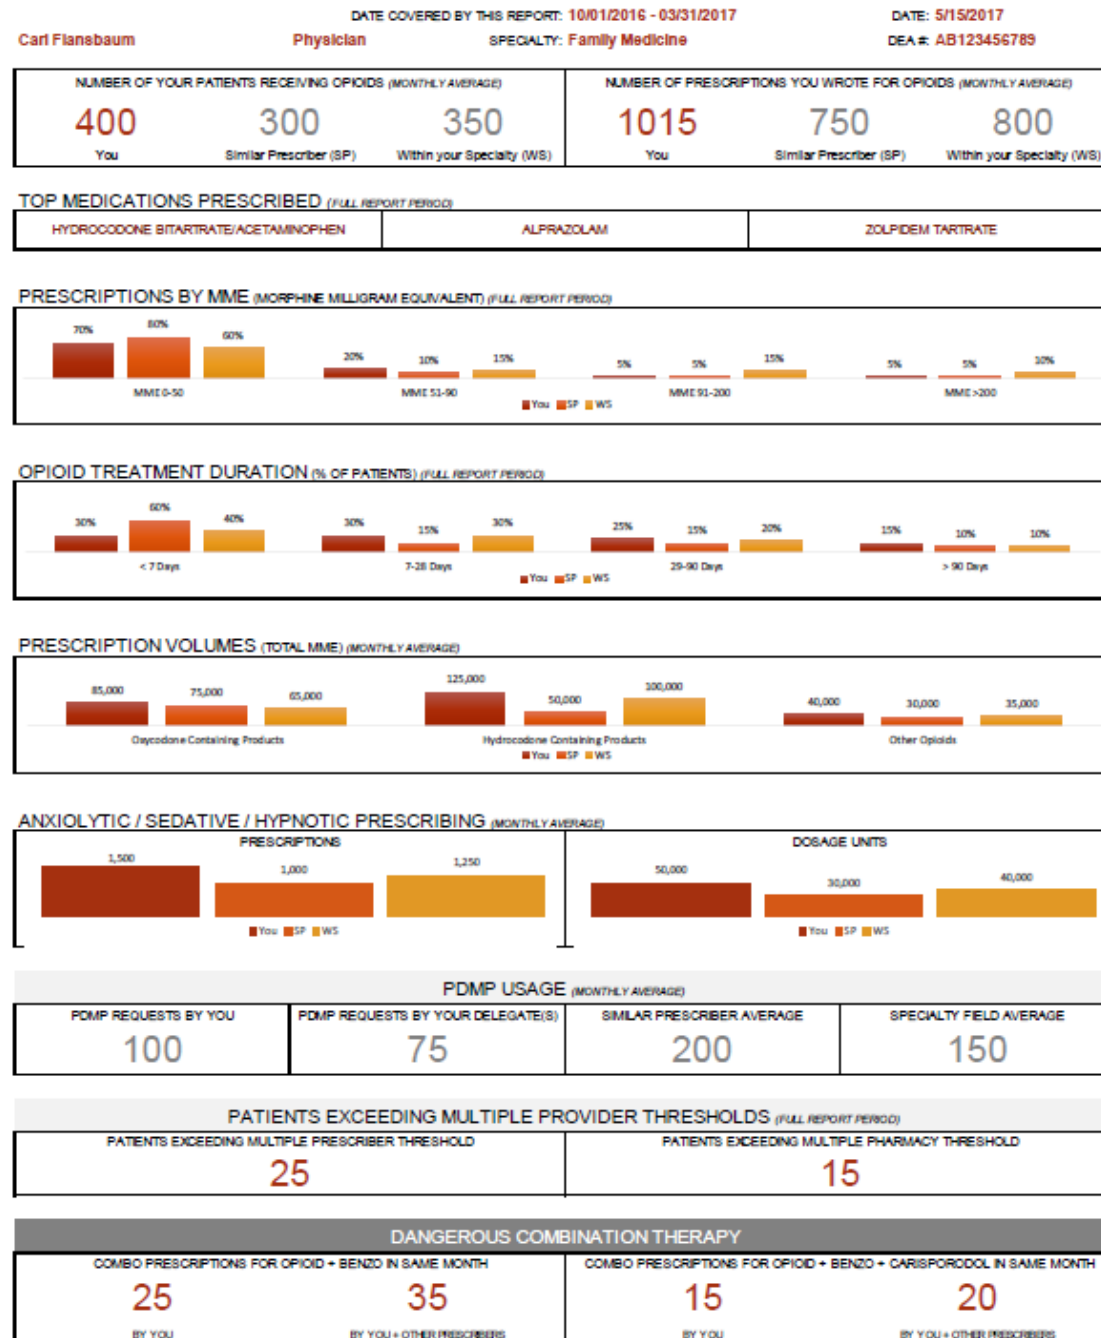 DATE COVERED BY THIS REPORT: 10/01/2016 - 03/31/2017 DATE: 5/15/2017
Carl Flansbaum Physician SPECIALTY: Family Medicine DEA #: AB123456789
NUMBER OF YOUR PATIENTS RECEIVING OPIOIDS (MONTHLY AVERAGE) NUMBER OF PRESCRIPTIONS YOU WROTE FOR OPIOIDS (MONTHLY AVERAGE)
400 300 350 1015 750 800
You Similar Prescriber (SP) Within your Specialty (WS) You Similar Prescriber (SP) Within your Specialty (WS)
TOP MEDICATIONS PRESCRIBED (FULL REPORT PERIOD)
HYDROCODONE BITARTRATE/ACETAMINOPHEN ALPRAZOLAM ZOLPIDEM TARTRATE
PRESCRIPTIONS BY MME (MORPHINE MILLIGRAM EQUIVALENT) (FULL REPORT PERIOD)
70% 80% 60% 20% 10% 15% 5% 5% 15% 5% 5% 10%
MME 0-50 MME 51-90 MME 91-200 MME >200
You SP WS
OPIOID TREATMENT DURATION (% OF PATIENTS) (FULL REPORT PERIOD)
30% 60% 40% 30% 15% 30% 25% 15% 20% 15% 10% 10%
< 7 Days 7-28 Days 29-90 Days > 90 Days
You SP WS
PRESCRIPTION VOLUMES (TOTAL MME) (MONTHLY AVERAGE)
85,000 75,000 65,000 125,000 50,000 100,000 40,000 30,000 35,000
Oxycodone Containing Products Hydrocodone Containing Products Other Opioids
You SP WS
ANXIOLYTIC / SEDATIVE / HYPNOTIC PRESCRIBING (MONTHLY AVERAGE)
PRESCRIPTIONS DOSAGE UNITS
1,500 1,000 1,250 50,000 30,000 40,000
You SP WS You SP WS
PDMP USAGE (MONTHLY AVERAGE)
PDMP REQUESTS BY YOU PDMP REQUESTS BY YOUR DELEGATE(S) SIMILAR PRESCRIBER AVERAGE SPECIALTY FIELD AVERAGE
100 75 200 150
PATIENTS EXCEEDING MULTIPLE PROVIDER THRESHOLDS (FULL REPORT PERIOD)
PATIENTS EXCEEDING MULTIPLE PRESCRIBER THRESHOLD PATIENTS EXCEEDING MULTIPLE PHARMACY THRESHOLD
25 15
DANGEROUS COMBINATION THERAPY
COMBO PRESCRIPTIONS FOR OPIOID + BENZO IN SAME MONTH COMBO PRESCRIPTIONS FOR OPIOID + BENZO + CARISPORODOL IN SAME MONTH
25 35 15 20
BY YOU BY YOU + OTHER PRESCRIBERS BY YOU BY YOU + OTHER PRESCRIBERS